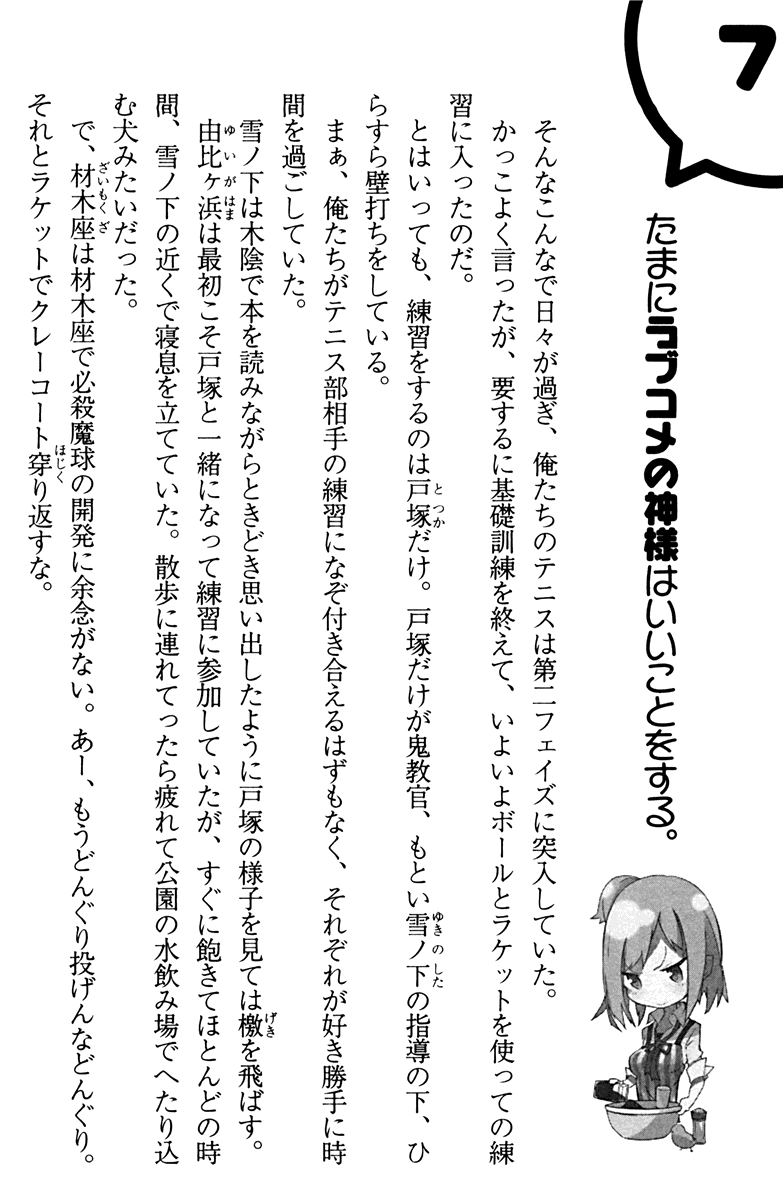 7
たまにラブコメの神様はいいことをする。
そんなこんなで日々が過ぎ、俺たちのテニスは第二フェイズに突入していた。
かっこよく言ったが、要するに基礎訓練を終えて、いよいよボールとラケットを使っての練
習に入ったのだ。
とはいっても、練習をするのは戸塚だけ。戸塚だけが鬼教官、もとい雪ノ下の指導の下、ひ
らすら壁打ちをしている。
まぁ、俺たちがテニス部相手の練習になぞ付き合えるはずもなく、それぞれが好き勝手に時
間を過ごしていた。
雪ノ下は木陰で本を読みながらときどき思い出したように戸塚の様子を見ては檄を飛ばす。
由比ヶ浜は最初こそ戸塚と一緒になって練習に参加していたが、すぐに飽きてほとんどの時
間、雪ノ下の近くで寝息を立てていた。散歩に連れてったら疲れて公園の水飲み場でへたり込
む犬みたいだった。
で、材木座は材木座で必殺魔球の開発に余念がない。あー、もうどんぐり投げんなどんぐり。
それとラケットでクレーコート穿り返すな。